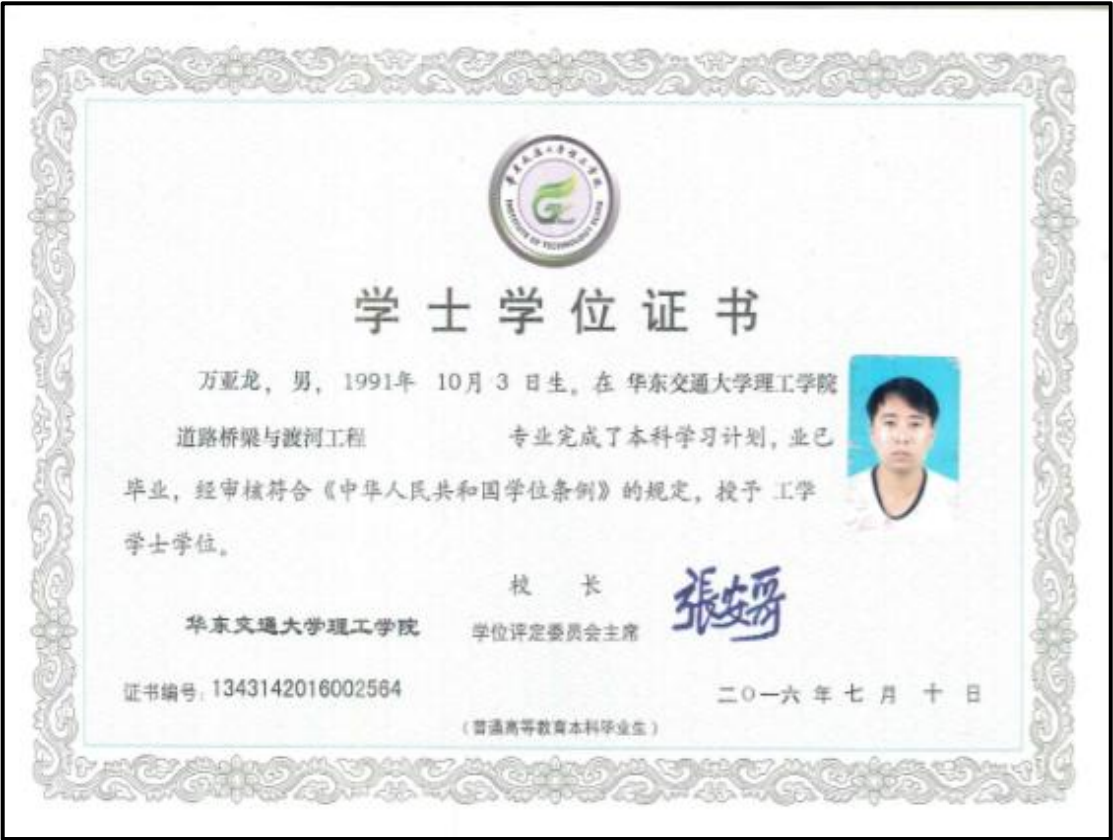 学士学位证书
万亚龙，男，1991年 10月 3 日生。在 华东交通大学理工学院
道路桥梁与渡河工程 专业完成了本科学习计划，业已
毕业，经审核符合《中华人民共和国学位条例》的规定，授予 工学
学士学位。
校 长
张安哥
华东交通大学理工学院 学位评定委员会主席
证书编号：1343142016002564 二〇一六 年 七 月 十 日
（普通高等教育本科毕业生）